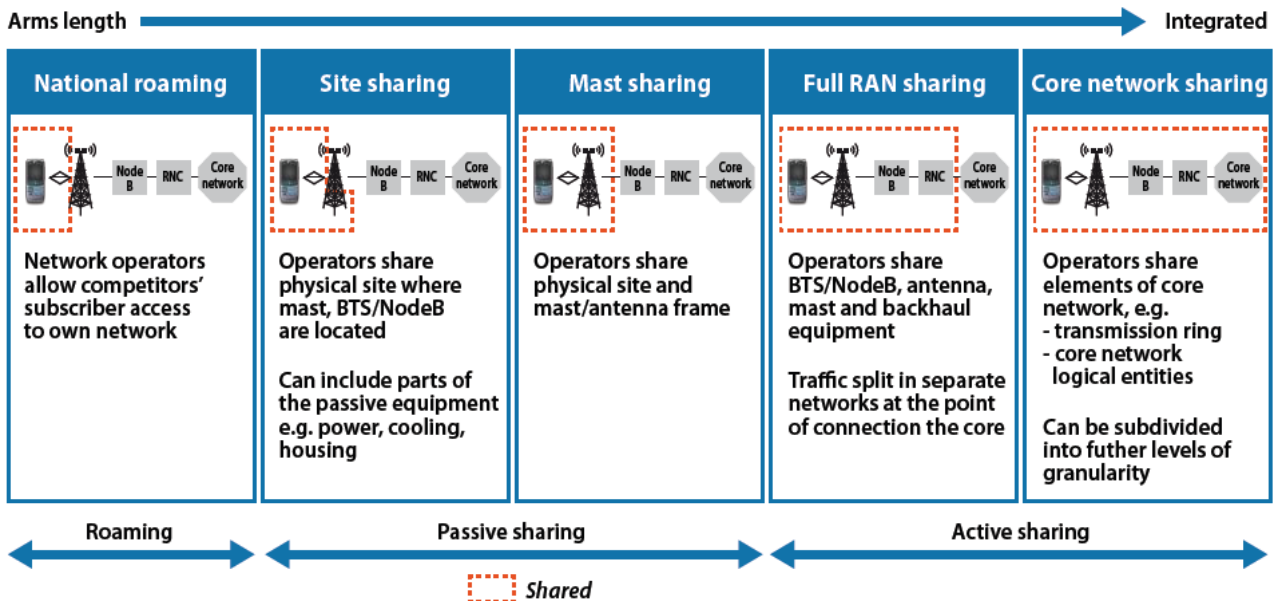 Arms length
Integrated
National roaming
Site sharing
Mast sharing
Full RAN sharing
Core network sharing
Node
B
RNC
Core
network
Node
B
RNC
Core
network
Node
B
RNC
Core
network
Node
B
RNC
Core
network
Node
B
RNC
Core
network
Network operators
allow competitors’
subscriber access
to own network
Operators share
physical site where
mast, BTS/NodeB
are located
Can include parts of
the passive equipment
e.g. power, cooling,
housing
Operators share
physical site and
mast/antenna frame
Operators share
BTS/NodeB, antenna,
mast and backhaul
equipment
Traffic split in separate
networks at the point
of connection the core
Operators share
elements of core
network, e.g.
- transmission ring
- core network
logical entities
Can be subdivided
into futher levels of
granularity
Roaming
Passive sharing
Active sharing
Shared